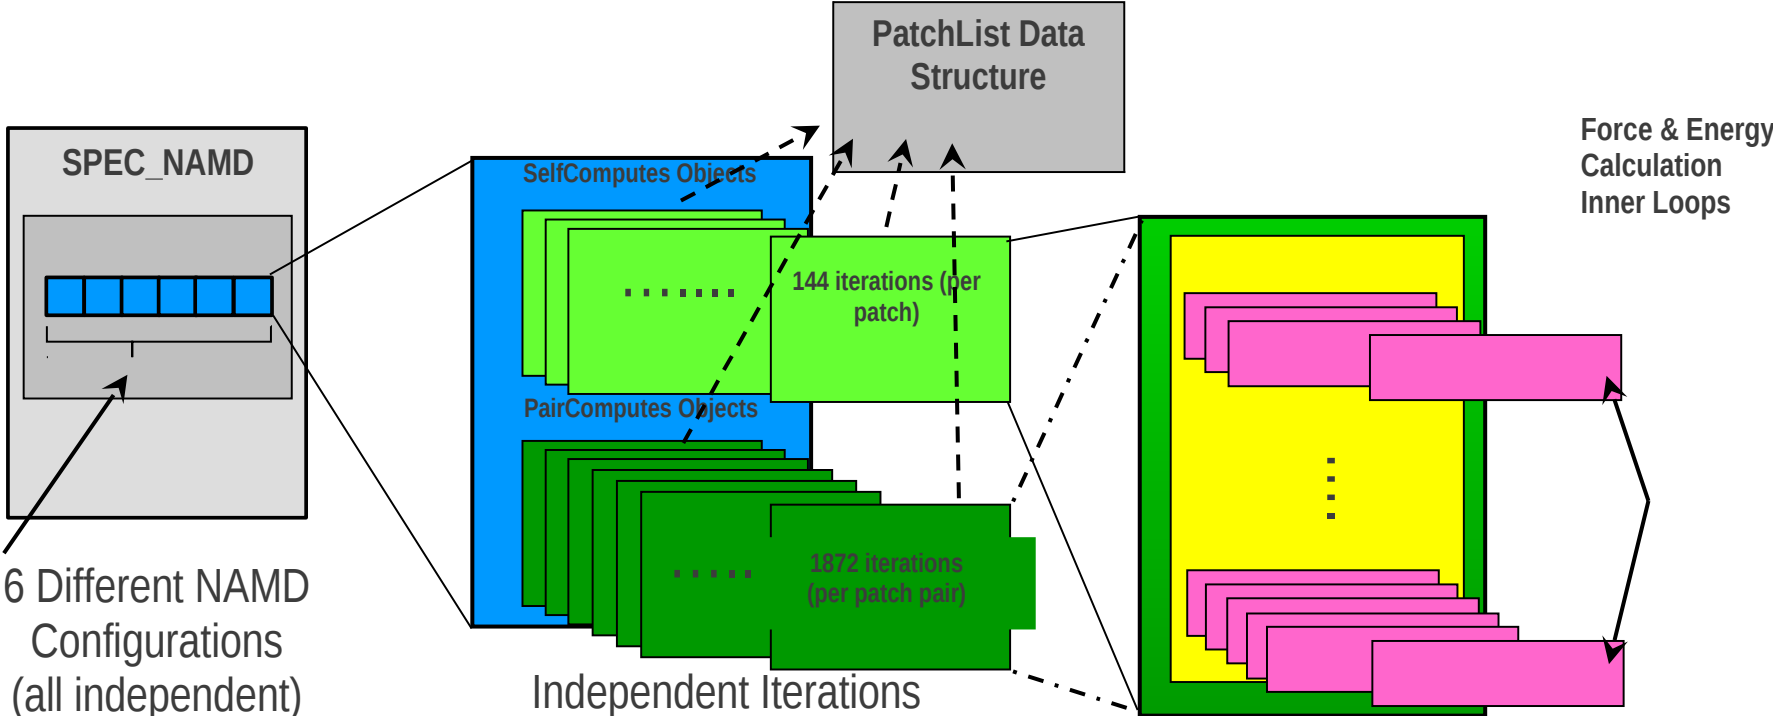 PatchList Data
Structure
SPEC_NAMD
Force & Energy
Calculation
Inner Loops
SelfComputes Objects
144 iterations (per
patch)
PairComputes Objects
1872 iterations
(per patch pair)
6 Different NAMD
Configurations
(all independent)
Independent Iterations